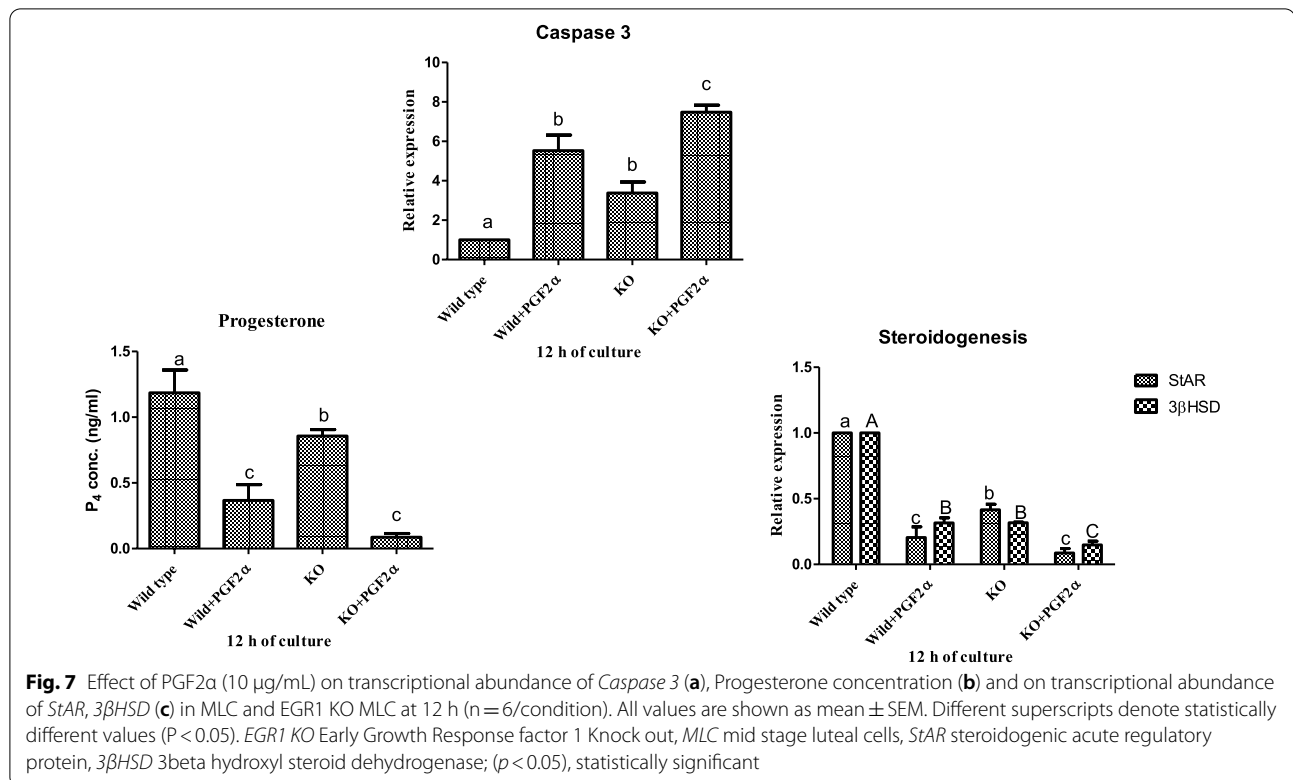 Caspase 3
Relative expression
10
8
6
4
2
0
a
b
b
c
Wild type
Wild+PGF2α
KO
KO+PGF2α
12 h of culture
Progesterone
P4 conc. (ng/ml)
1.5
1.0
0.5
0.0
a
c
b
c
Wild type
Wild+PGF2α
KO
KO+PGF2α
12 h of culture
Steroidogenesis
Relative expression
1.5
1.0
0.5
0.0
a A
c B
b B
c C
Wild type
Wild+PGF2α
KO
KO+PGF2α
12 h of culture
StAR
3βHSD
Fig. 7 Effect of PGF2α (10 µg/mL) on transcriptional abundance of Caspase 3 (a), Progesterone concentration (b) and on transcriptional abundance
of StAR, 3βHSD (c) in MLC and EGR1 KO MLC at 12 h (n = 6/condition). All values are shown as mean ± SEM. Different superscripts denote statistically
different values (P < 0.05). EGR1 KO Early Growth Response factor 1 Knock out, MLC mid stage luteal cells, StAR steroidogenic acute regulatory
protein, 3βHSD 3beta hydroxyl steroid dehydrogenase; (p < 0.05), statistically significant